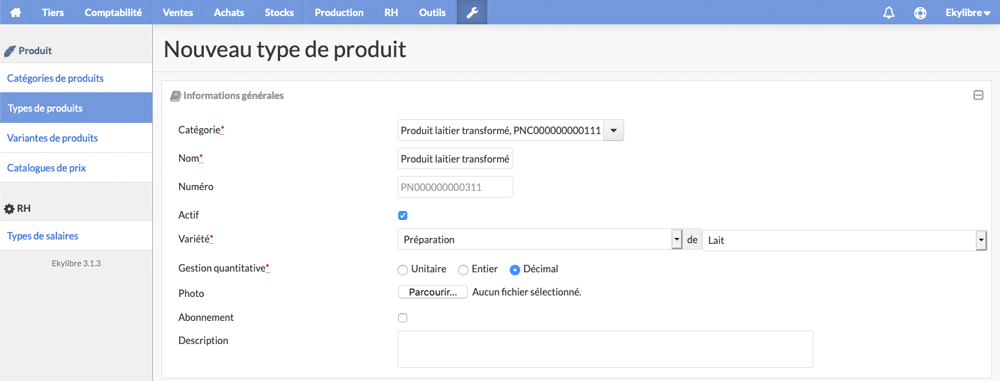 Tiers Comptabilité Ventes Achats Stocks Production RH Outils Ekylibre
Produit
Catégories de produits
Types de produits
Variantes de produits
Catalogues de prix
RH
Types de salaires
Ekylibre 3.1.3
Nouveau type de produit
Informations générales
Catégorie* Produit laitier transformé, PNC000000000111
Nom* Produit laitier transformé
Numéro PN000000000311
Actif
Variété* Préparation de Lait
Gestion quantitative* Unitaire Entier Décimal
Photo Parcourir... Aucun fichier sélectionné.
Abonnement
Description